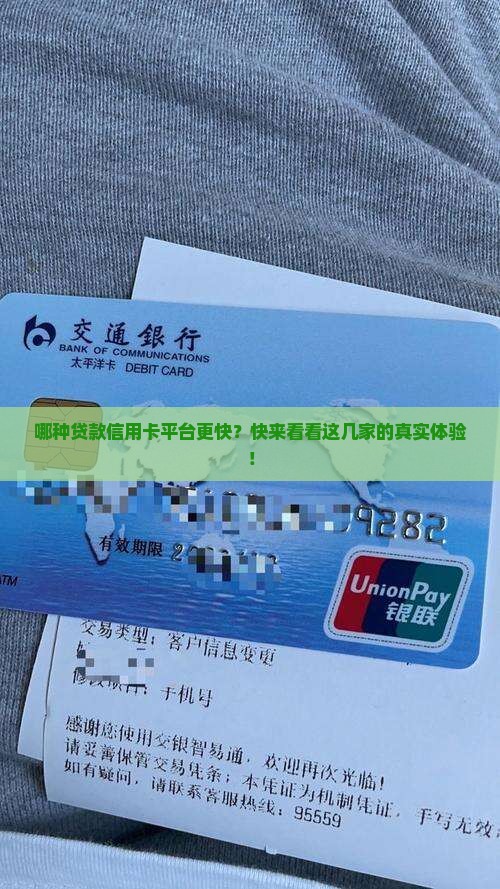 交通銀行
BANK OF COMMUNICATIONS
太平洋卡 DEBIT CARD
哪种贷款信用卡平台更快？快来看看这几家的真实体验
！
9282
有效期限
ATM
UnionPay
银联
交易类型：客户信息变更
手机号
感谢您使用交银智易通，欢迎再次光临！
请妥善保管交易凭条；本凭证为机制凭证，手写无效
如有疑问，请联系客服热线：95559